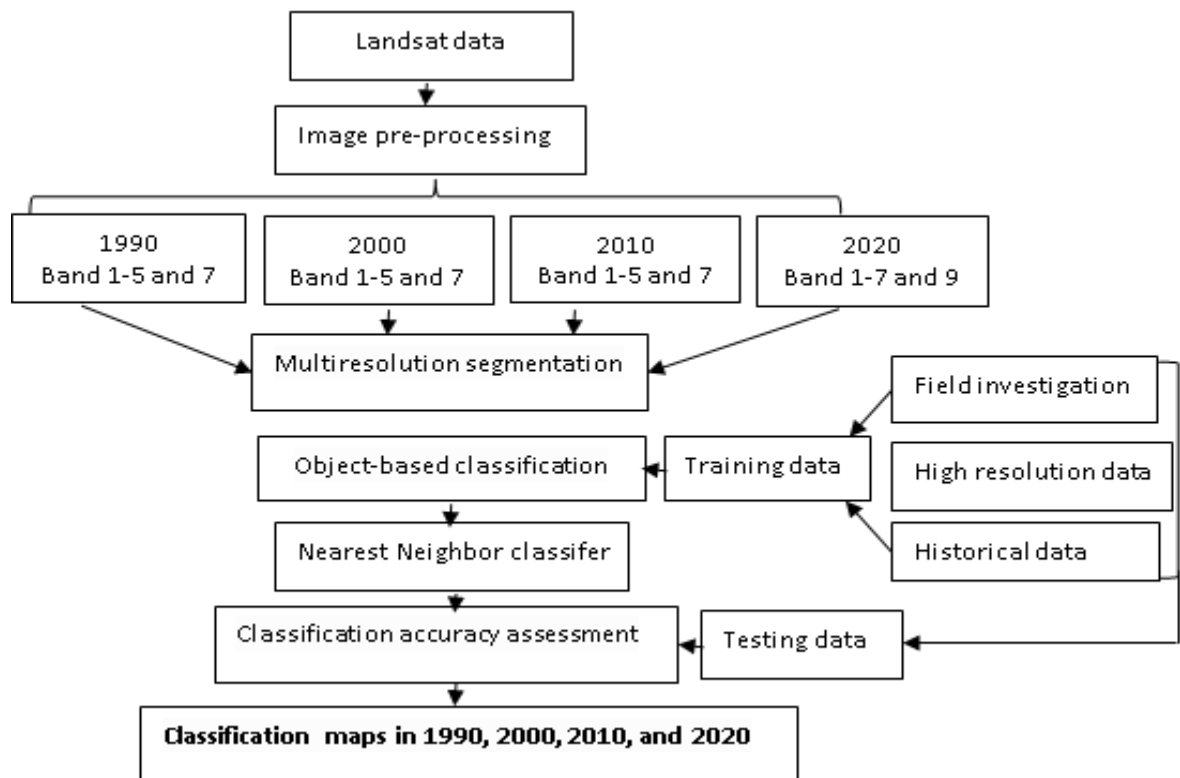 Landsat data
Image pre-processing
1990
Band 1-5 and 7
2000
Band 1-5 and 7
2010
Band 1-5 and 7
2020
Band 1-7 and 9
Multiresolution segmentation
Field investigation
Object-based classification
Training data
High resolution data
Nearest Neighbor classifer
Historical data
Classification accuracy assessment
Testing data
Classification maps in 1990, 2000, 2010, and 2020